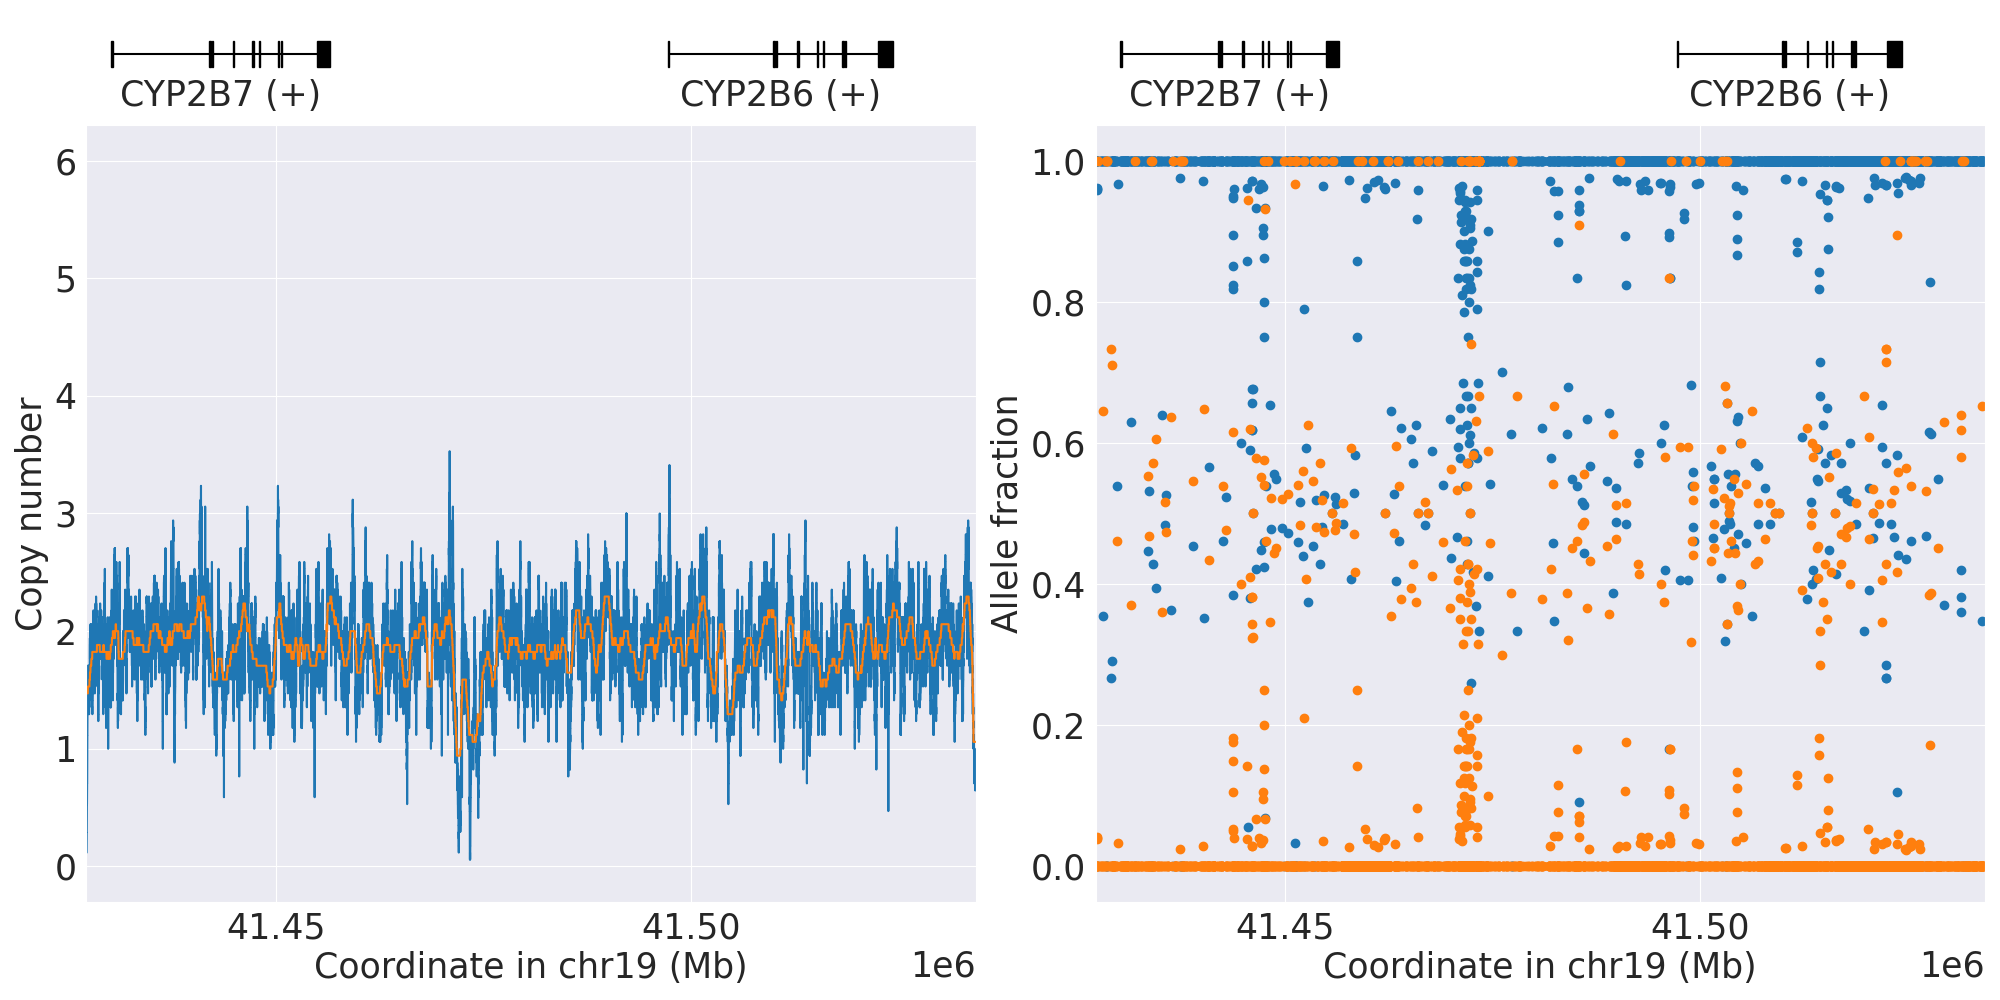 CYP2B7 (+)
CYP2B6 (+)
CYP2B7 (+)
CYP2B6 (+)
6
5
4
3
2
1
0
Copy number
41.45
41.50
Coordinate in chr19 (Mb)
1e6
1.0
0.8
0.6
0.4
0.2
0.0
Allele fraction
41.45
41.50
Coordinate in chr19 (Mb)
1e6